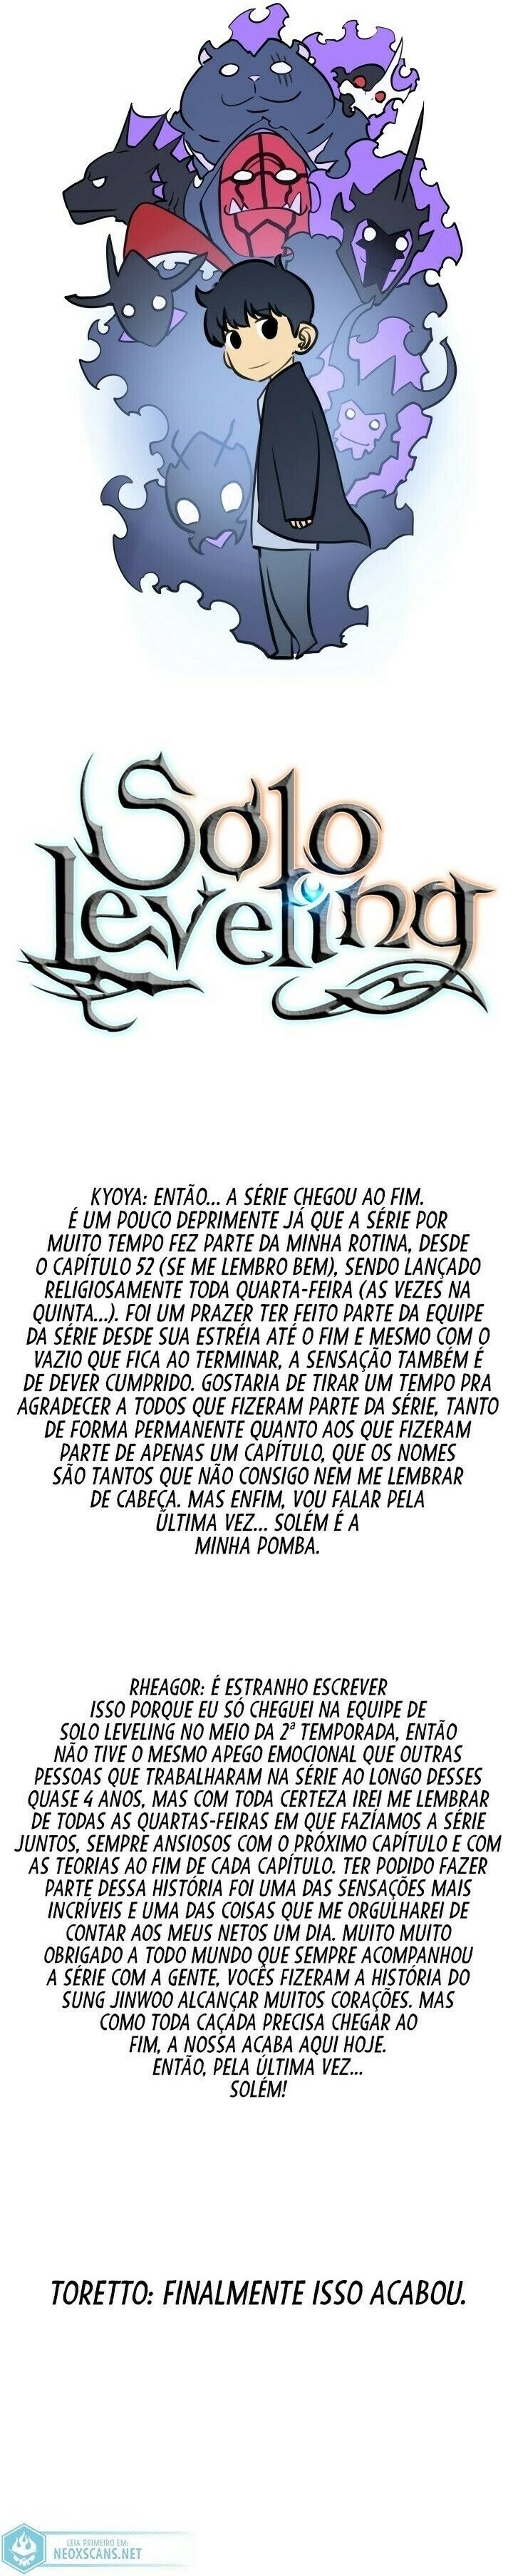 Solo
leveling
KYOYA: ENTÃO... A SÉRIE CHEGOU AO FIM.
É UM POUCO DEPRIMENTE JÁ QUE A SÉRIE POR
MUITO TEMPO FEZ PARTE DA MINHA ROTINA, DESDE
O CAPÍTULO 52 (SE ME LEMBRO BEM), SENDO LANÇADO
RELIGIOSAMENTE TODA QUARTA-FEIRA (AS VEZES NA
QUINTA...). FOI UM PRAZER TER FEITO PARTE DA EQUIPE
DA SÉRIE DESDE SUA ESTRÉIA ATÉ O FIM E MESMO COM O
VAZIO QUE FICA AO TERMINAR, A SENSAÇÃO TAMBÉM É
DE DEVER CUMPRIDO. GOSTARIA DE TIRAR UM TEMPO PRA
AGRADECER A TODOS QUE FIZERAM PARTE DA SÉRIE, TANTO
DE FORMA PERMANENTE QUANTO AOS QUE FIZERAM
PARTE DE APENAS UM CAPÍTULO, QUE OS NOMES
SÃO TANTOS QUE NÃO CONSIGO NEM ME LEMBRAR
DE CABEÇA. MAS ENFIM, VOU FALAR PELA
ÚLTIMA VEZ... SOLÉM É A
MINHA POMBA.
RHEAGOR: É ESTRANHO ESCREVER
ISSO PORQUE EU SÓ CHEGUEI NA EQUIPE DE
SOLO LEVELING NO MEIO DA 2ª TEMPORADA, ENTÃO
NÃO TIVE O MESMO APEGO EMOCIONAL QUE OUTRAS
PESSOAS QUE TRABALHARAM NA SÉRIE AO LONGO DESSES
QUASE 4 ANOS, MAS COM TODA CERTEZA IREI ME LEMBRAR
DE TODAS AS QUARTAS-FEIRAS EM QUE FAZÍAMOS A SÉRIE
JUNTOS, SEMPRE ANSIOSOS COM O PRÓXIMO CAPÍTULO E COM
AS TEORIAS AO FIM DE CADA CAPÍTULO. TER PODIDO FAZER
PARTE DESSA HISTÓRIA FOI UMA DAS SENSAÇÕES MAIS
INCRÍVEIS E UMA DAS COISAS QUE ME ORGULHAREI DE
CONTAR AOS MEUS NETOS UM DIA. MUITO MUITO
OBRIGADO A TODO MUNDO QUE SEMPRE ACOMPANHOU
A SÉRIE COM A GENTE, VOCÊS FIZERAM A HISTÓRIA DO
SUNG JINWOO ALCANÇAR MUITOS CORAÇÕES. MAS
COMO TODA CAÇADA PRECISA CHEGAR AO
FIM, A NOSSA ACABA AQUI HOJE.
ENTÃO, PELA ÚLTIMA VEZ...
SOLÉM!
TORETTO: FINALMENTE ISSO ACABOU.
LEIA PRIMEIRO EM:
NEOXSCANS.NET